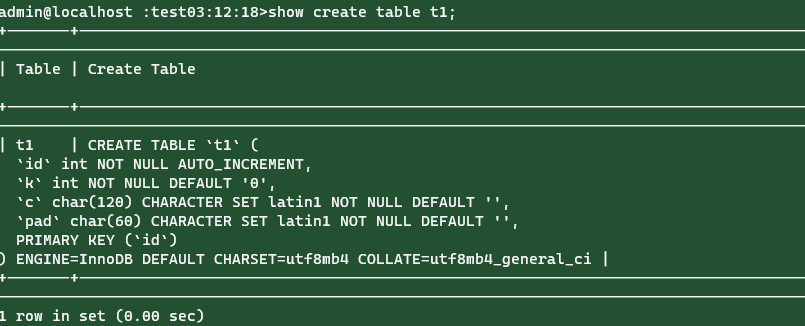 admin@localhost :test03:12:18>show create table t1;
| Table | Create Table
| t1    | CREATE TABLE `t1` (
  `id` int NOT NULL AUTO_INCREMENT,
  `k` int NOT NULL DEFAULT '0',
  `c` char(120) CHARACTER SET latin1 NOT NULL DEFAULT '',
  `pad` char(60) CHARACTER SET latin1 NOT NULL DEFAULT '',
  PRIMARY KEY (`id`)
) ENGINE=InnoDB DEFAULT CHARSET=utf8mb4 COLLATE=utf8mb4_general_ci |
1 row in set (0.00 sec)